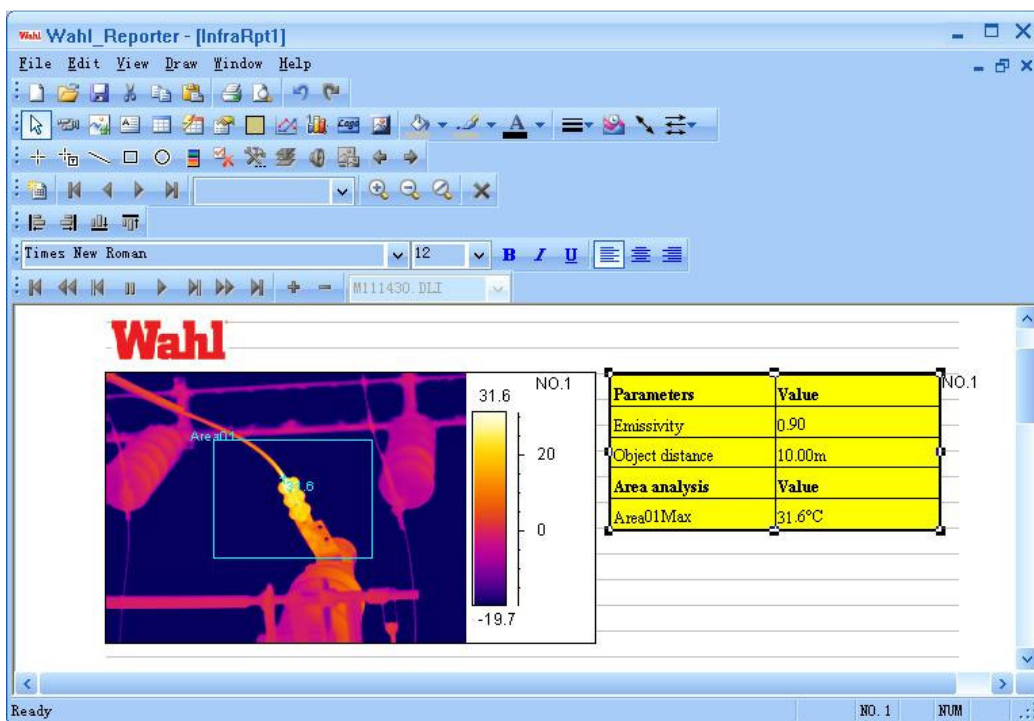 Wahl Wahl_Reporter - [InfraRpt1]
File Edit View Draw Window Help
Logo
Times New Roman 12 B I U
M111430.DLI
Wahl
31.6 NO.1
20
0
-19.7
Area01
31.6
Parameters Value NO.1
Emissivity 0.90
Object distance 10.00m
Area analysis Value
Area01Max 31.6°C
Ready NO. 1 NUM